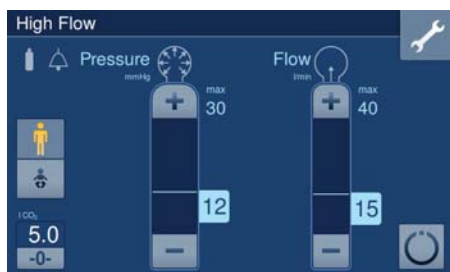 High Flow
Pressure
mmHg
Flow
l/min
+
max
30
+
max
40
12
15
l CO₂
5.0
-0-
−
−